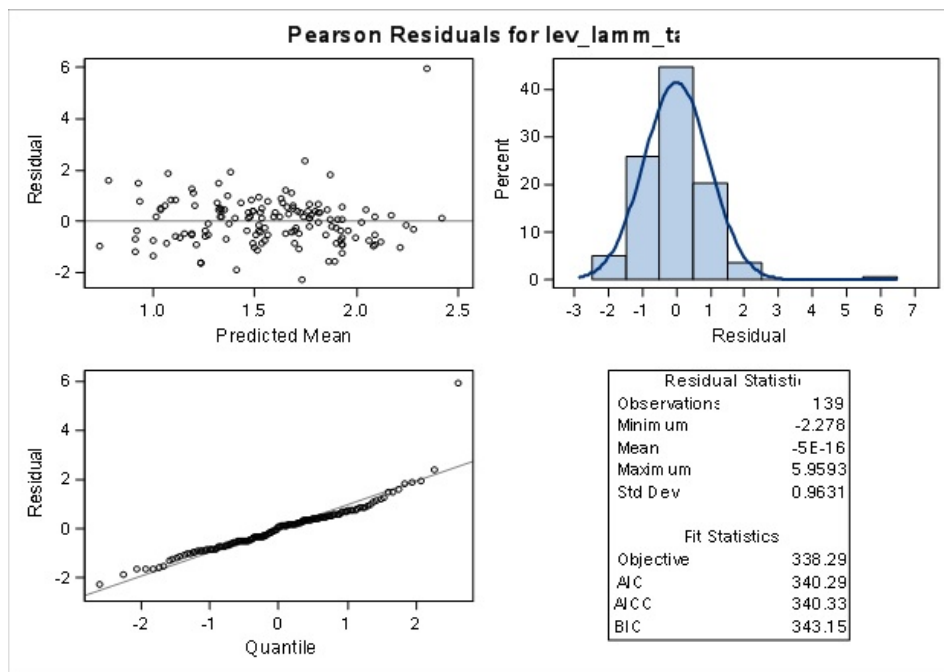 Pearson Residuals for lev_lamm_ta
6
4
2
0
-2
Residual
1.0 1.5 2.0 2.5
Predicted Mean
40
30
20
10
0
Percent
-3 -2 -1 0 1 2 3 4 5 6 7
Residual
6
4
2
0
-2
Residual
-2 -1 0 1 2
Quantile
Residual Statisti
Observations 139
Minimum -2.278
Mean -5E-16
Maximum 5.9593
Std Dev 0.9631
Fit Statistics
Objective 338.29
AIC 340.29
AICC 340.33
BIC 343.15